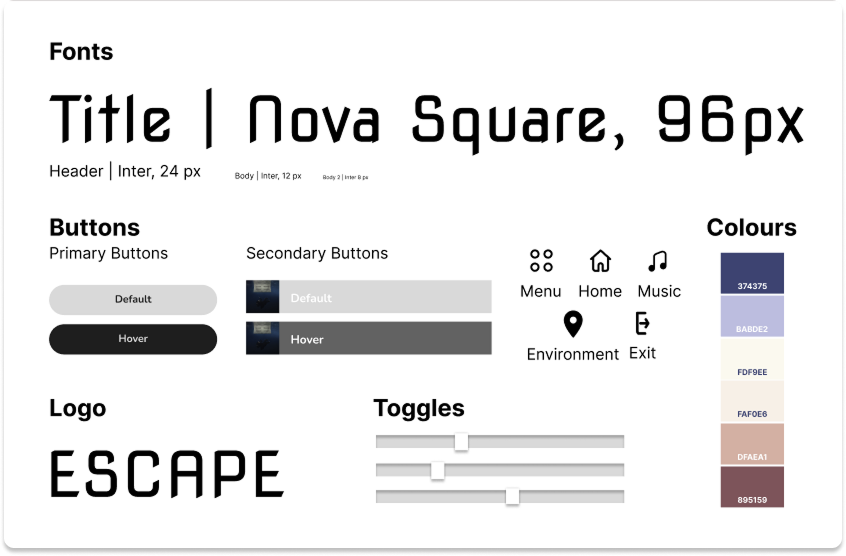 Fonts
Title | Nova Square, 96px
Header | Inter, 24 px
Body | Inter, 12 px
Body 2 | Inter 8 px
Buttons
Primary Buttons
Default
Hover
Secondary Buttons
Default
Hover
Menu
Home
Music
Environment
Exit
Colours
374375
BABDE2
FDF9EE
FAF0E6
DFAEA1
895159
Logo
ESCAPE
Toggles